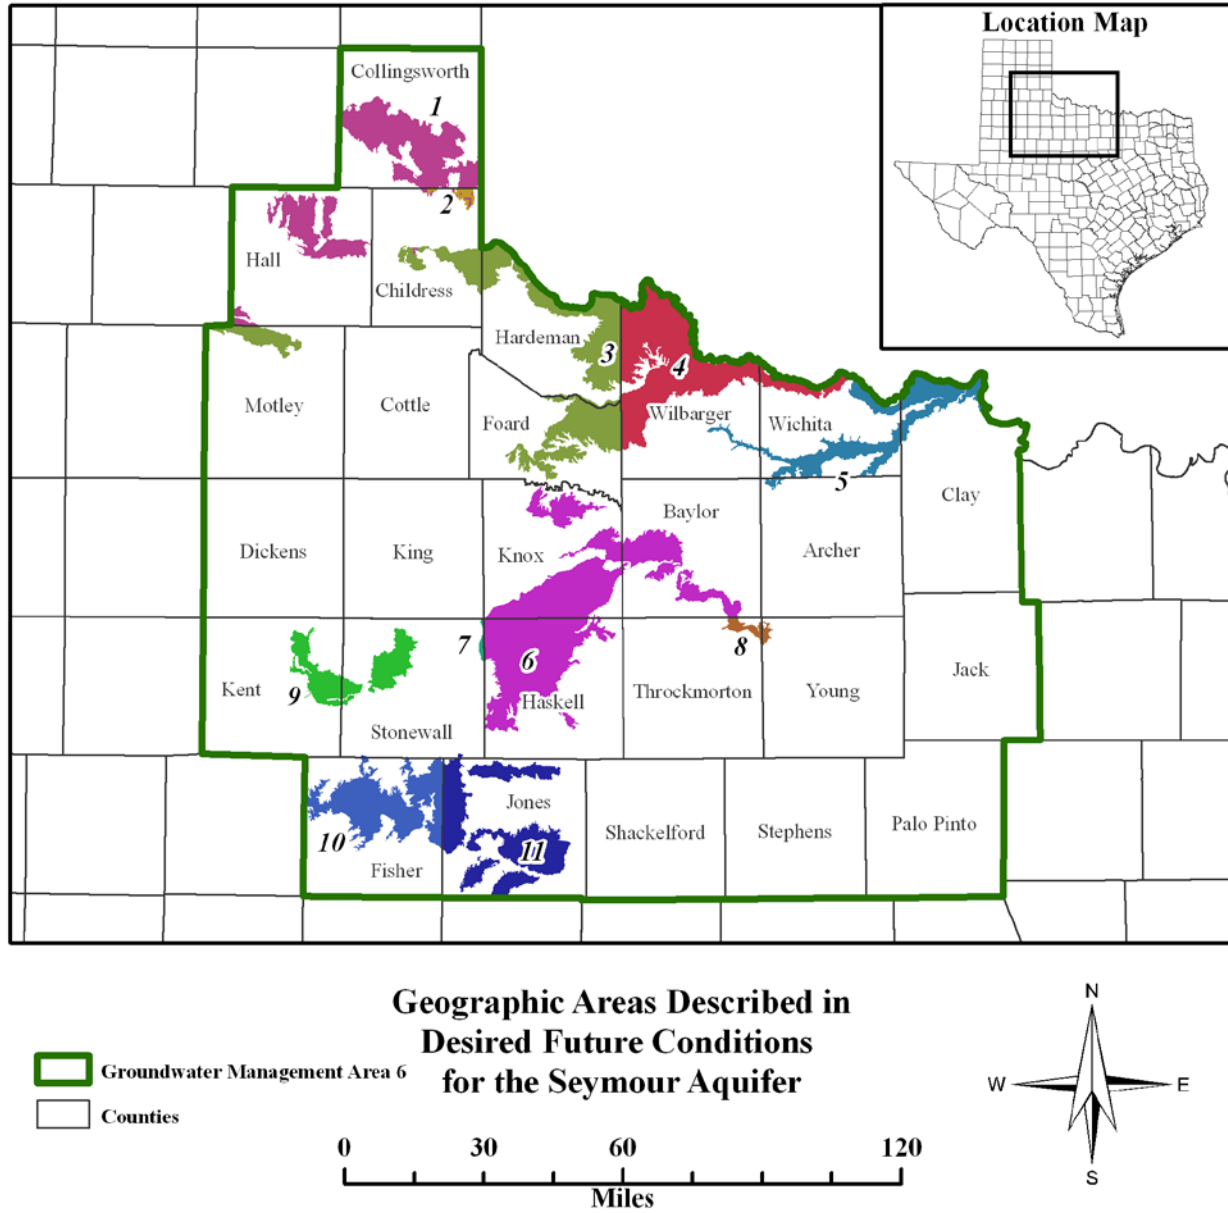 Location Map
Collingsworth
1
2
Hall
Childress
Hardeman
3
4
Motley
Cottle
Foard
Wilbarger
Wichita
5
Clay
Baylor
Dickens
King
Knox
Archer
7
6
8
Kent
9
Haskell
Throckmorton
Young
Jack
Stonewall
Jones
10
11
Shackelford
Stephens
Palo Pinto
Fisher
Geographic Areas Described in
Desired Future Conditions
for the Seymour Aquifer
Groundwater Management Area 6
Counties
0 30 60 120
Miles
N
W E
S